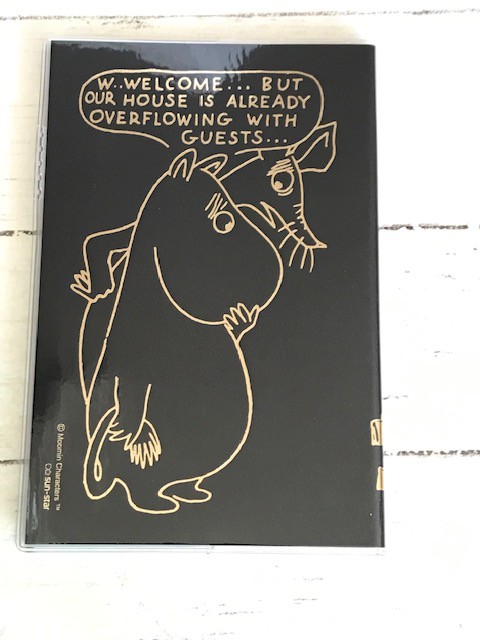 W..WELCOME... BUT
OUR HOUSE IS ALREADY
OVERFLOWING WITH
GUESTS...
© Moomin Characters ™
sun-star